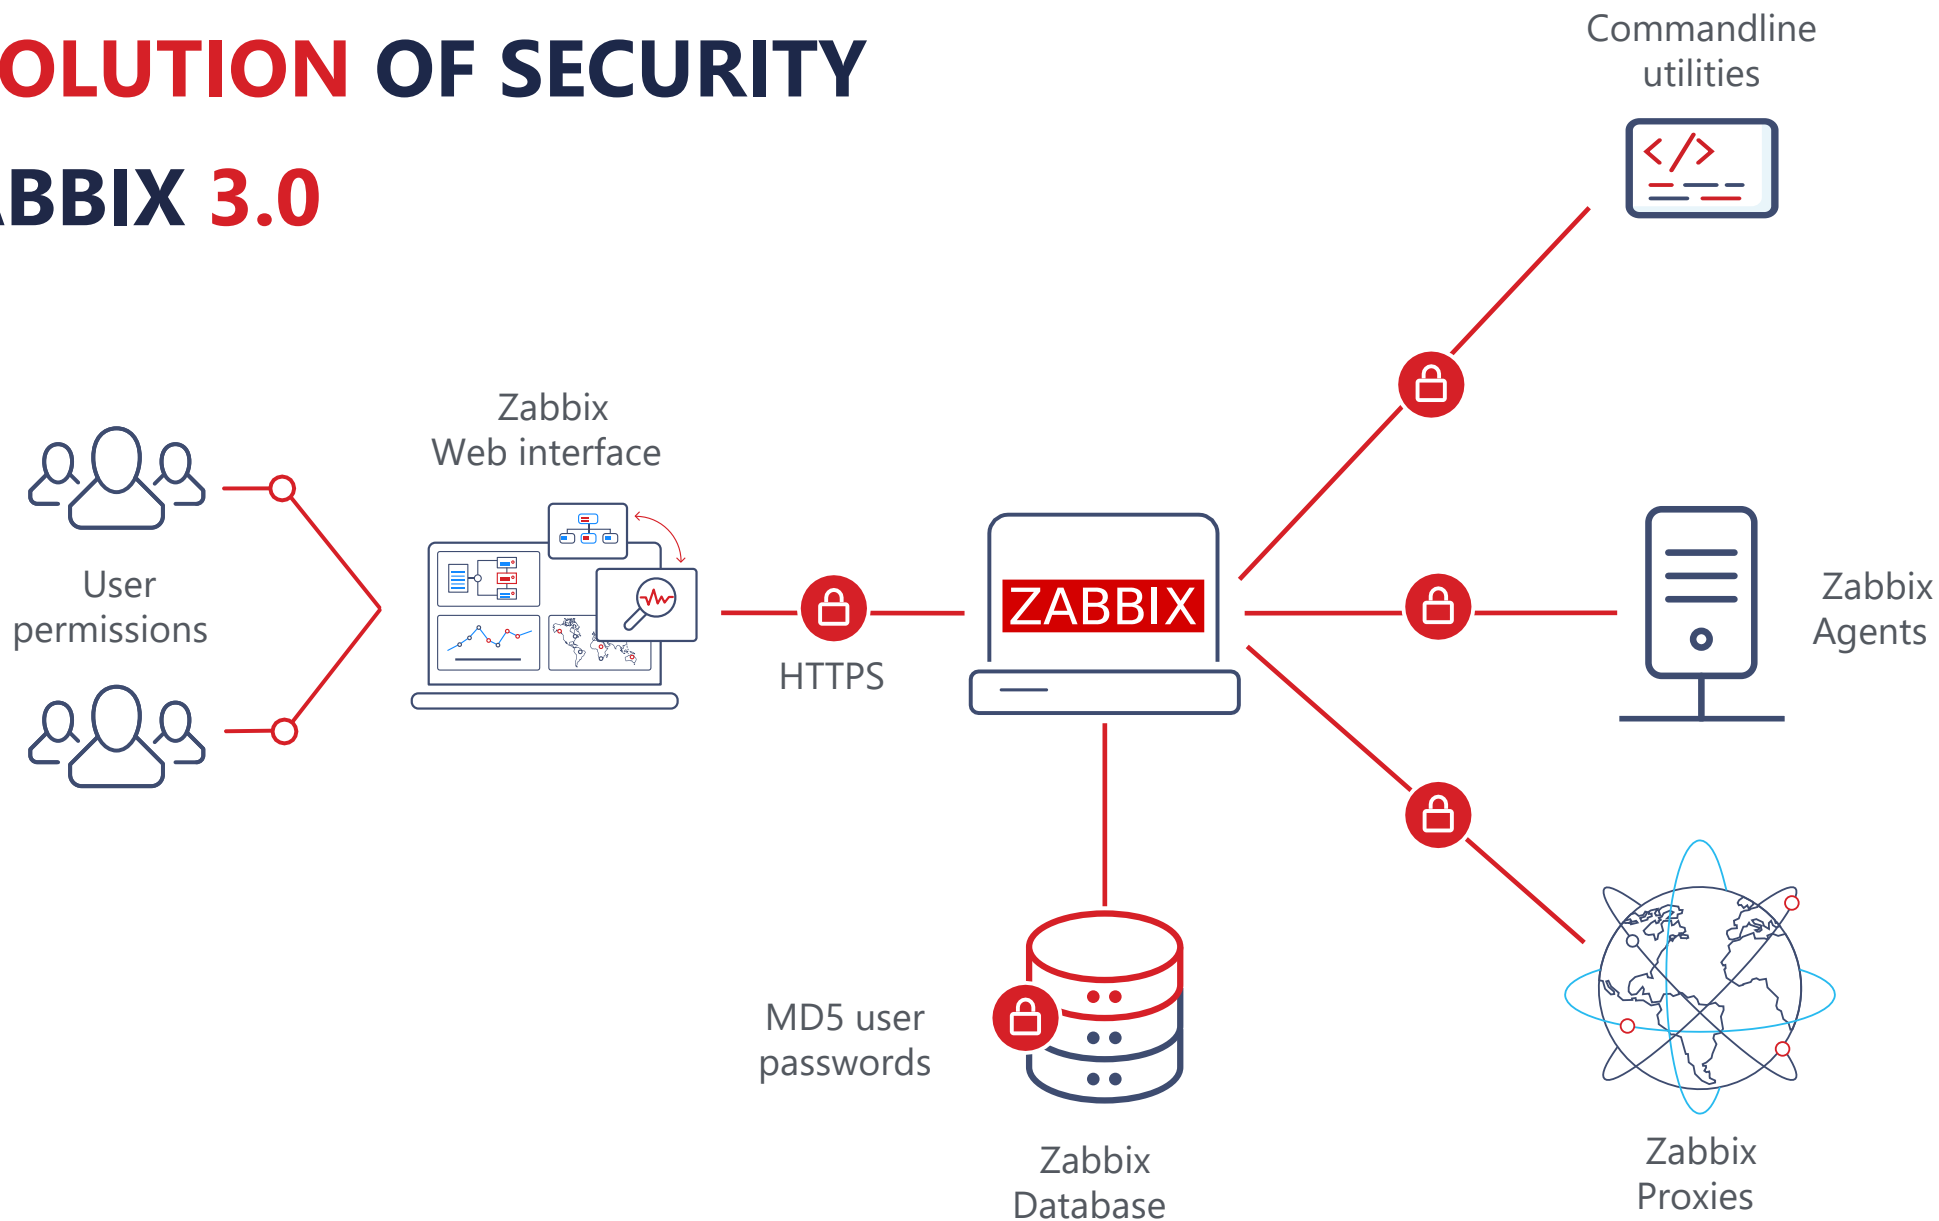 OLUTION OF SECURITY
ABBIX 3.0
Commandline
utilities
Zabbix
Web interface
User
permissions
HTTPS
ZABBIX
Zabbix
Agents
MD5 user
passwords
Zabbix
Database
Zabbix
Proxies